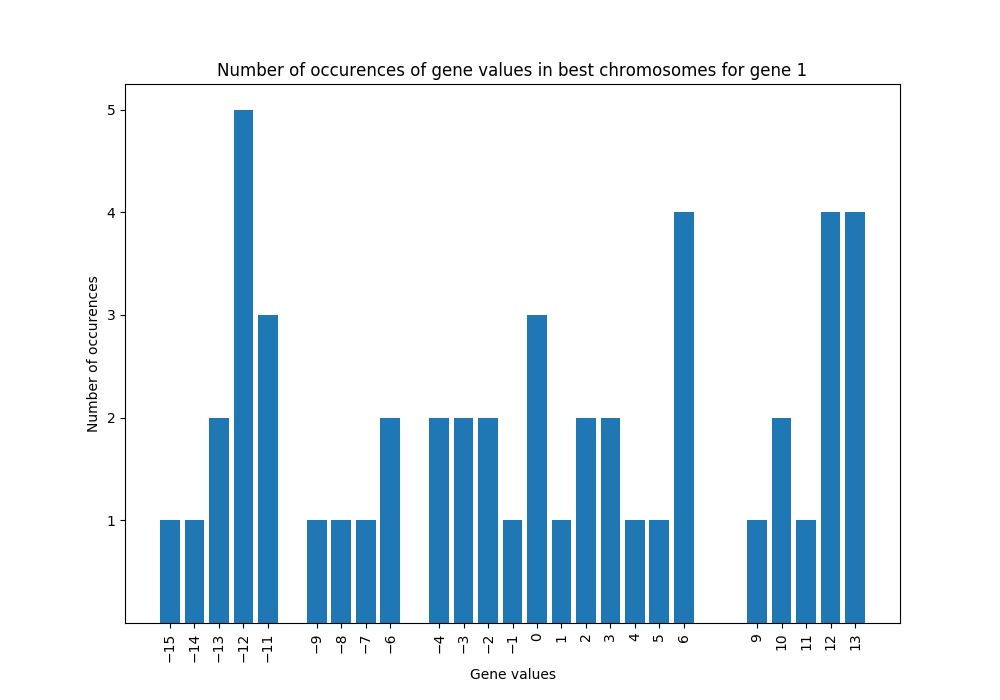 Number of occurences of gene values in best chromosomes for gene 1
Number of occurences
5
4
3
2
1
−15 −14 −13 −12 −11 −9 −8 −7 −6 −4 −3 −2 −1 0 1 2 3 4 5 6 9 10 11 12 13
Gene values